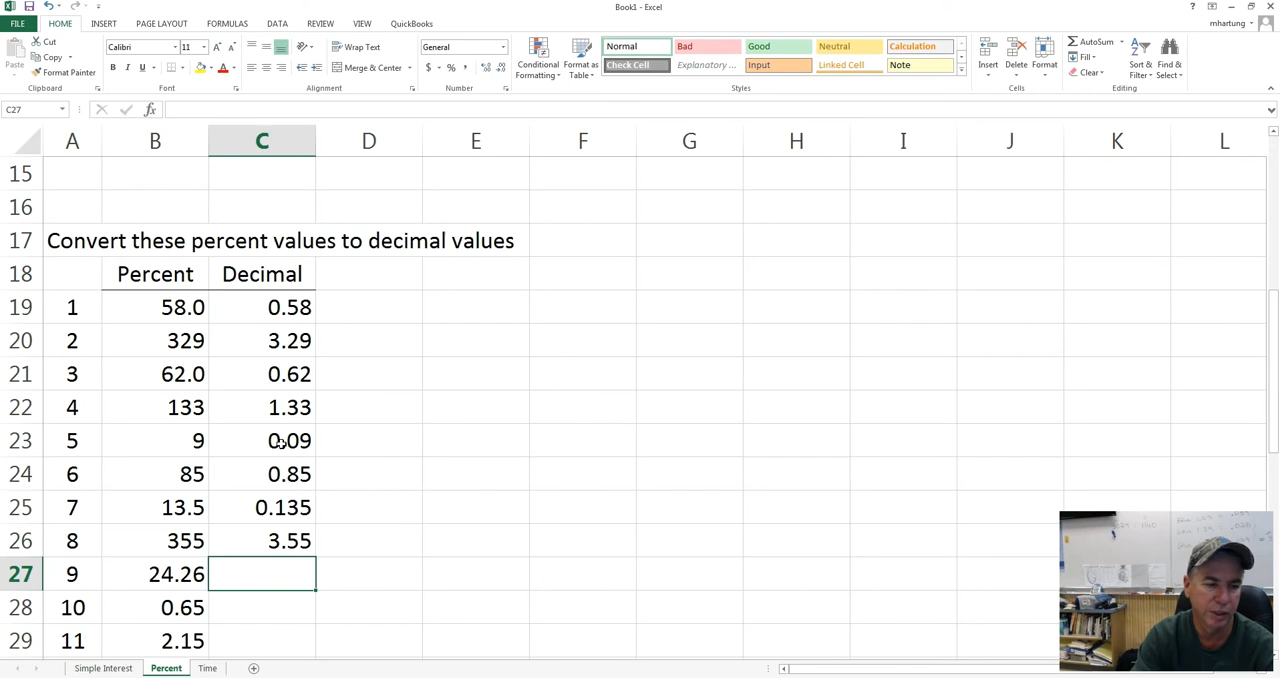 Book1 - Excel
FILE HOME INSERT PAGE LAYOUT FORMULAS DATA REVIEW VIEW QuickBooks mhartung
Paste Cut Copy Format Painter Clipboard
Calibri 11 B I U A Font
Wrap Text Merge & Center Alignment
General $ % , Number
Conditional Formatting Format as Table
Normal Bad Good Neutral Calculation
Check Cell Explanatory ... Input Linked Cell Note Styles
Insert Delete Format Cells
AutoSum Fill Clear Sort & Filter Find & Select Editing
C27 fx
A B C D E F G H I J K L
15
16
17 Convert these percent values to decimal values
18 Percent Decimal
19 1 58.0 0.58
20 2 329 3.29
21 3 62.0 0.62
22 4 133 1.33
23 5 9 0.09
24 6 85 0.85
25 7 13.5 0.135
26 8 355 3.55
27 9 24.26
28 10 0.65
29 11 2.15
Simple Interest Percent Time